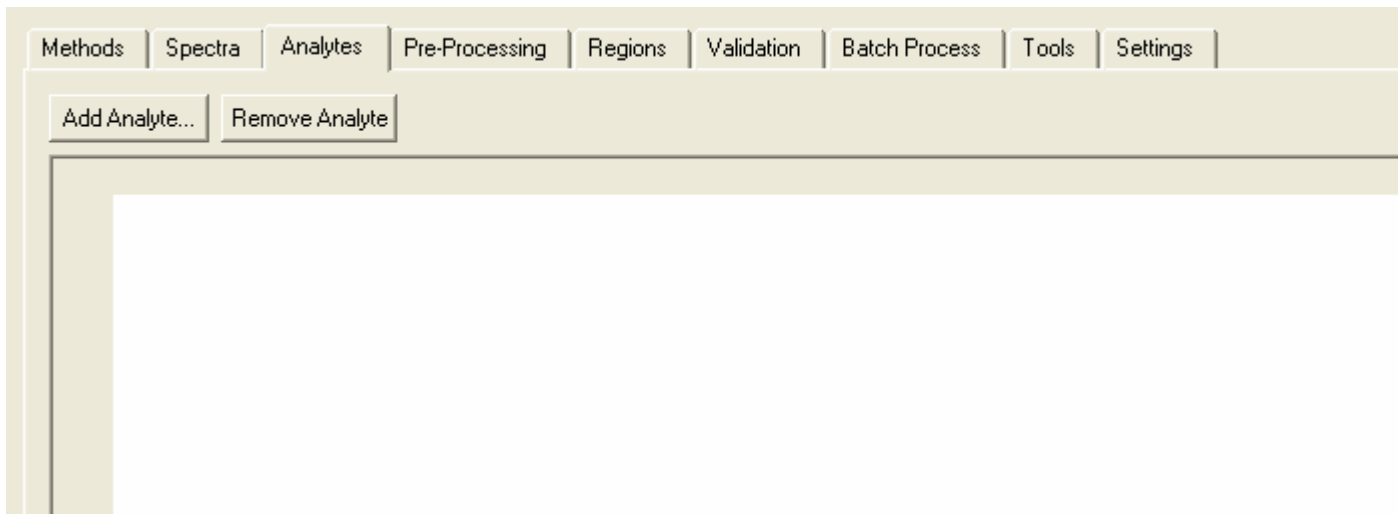 Methods Spectra Analytes Pre-Processing Regions Validation Batch Process Tools Settings
Add Analyte... Remove Analyte